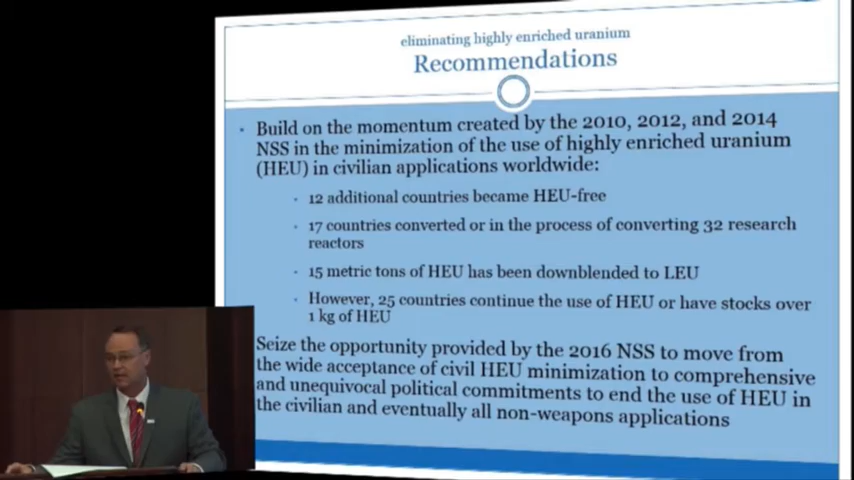 eliminating highly enriched uranium
Recommendations
Build on the momentum created by the 2010, 2012, and 2014
NSS in the minimization of the use of highly enriched uranium
(HEU) in civilian applications worldwide:
12 additional countries became HEU-free
17 countries converted or in the process of converting 32 research
reactors
15 metric tons of HEU has been downblended to LEU
However, 25 countries continue the use of HEU or have stocks over
1 kg of HEU
Seize the opportunity provided by the 2016 NSS to move from
the wide acceptance of civil HEU minimization to comprehensive
and unequivocal political commitments to end the use of HEU in
the civilian and eventually all non-weapons applications